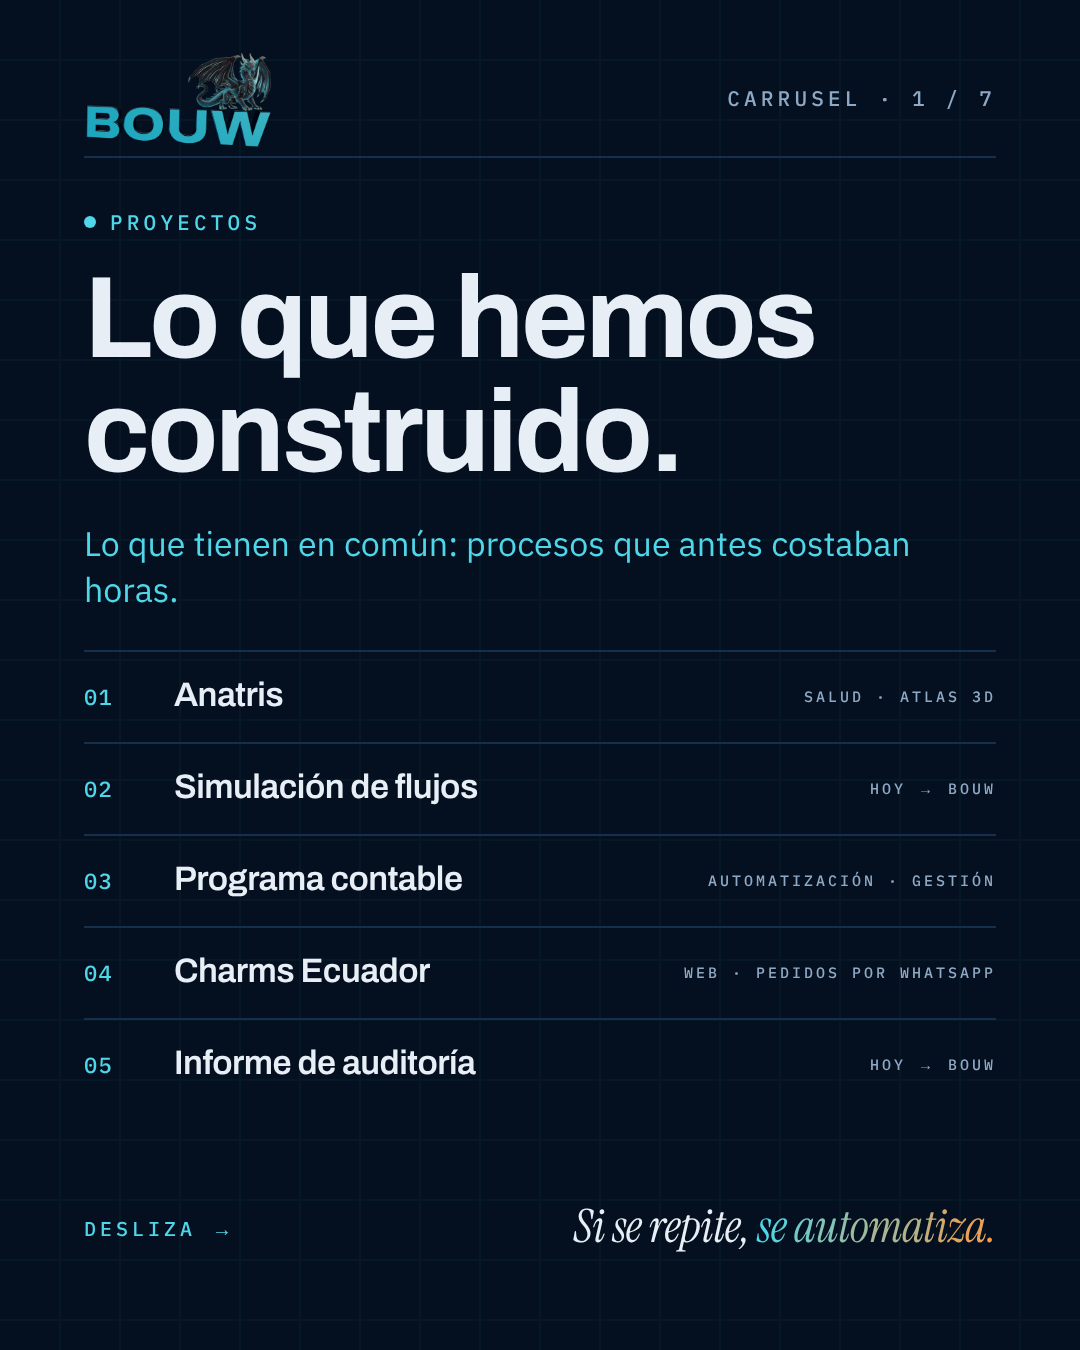 BOUW
CARRUSEL · 1 / 7
PROYECTOS
Lo que hemos
construido.
Lo que tienen en común: procesos que antes costaban
horas.
01 Anatris SALUD · ATLAS 3D
02 Simulación de flujos HOY → BOUW
03 Programa contable AUTOMATIZACIÓN · GESTIÓN
04 Charms Ecuador WEB · PEDIDOS POR WHATSAPP
05 Informe de auditoría HOY → BOUW
DESLIZA →
Si se repite, se automatiza.